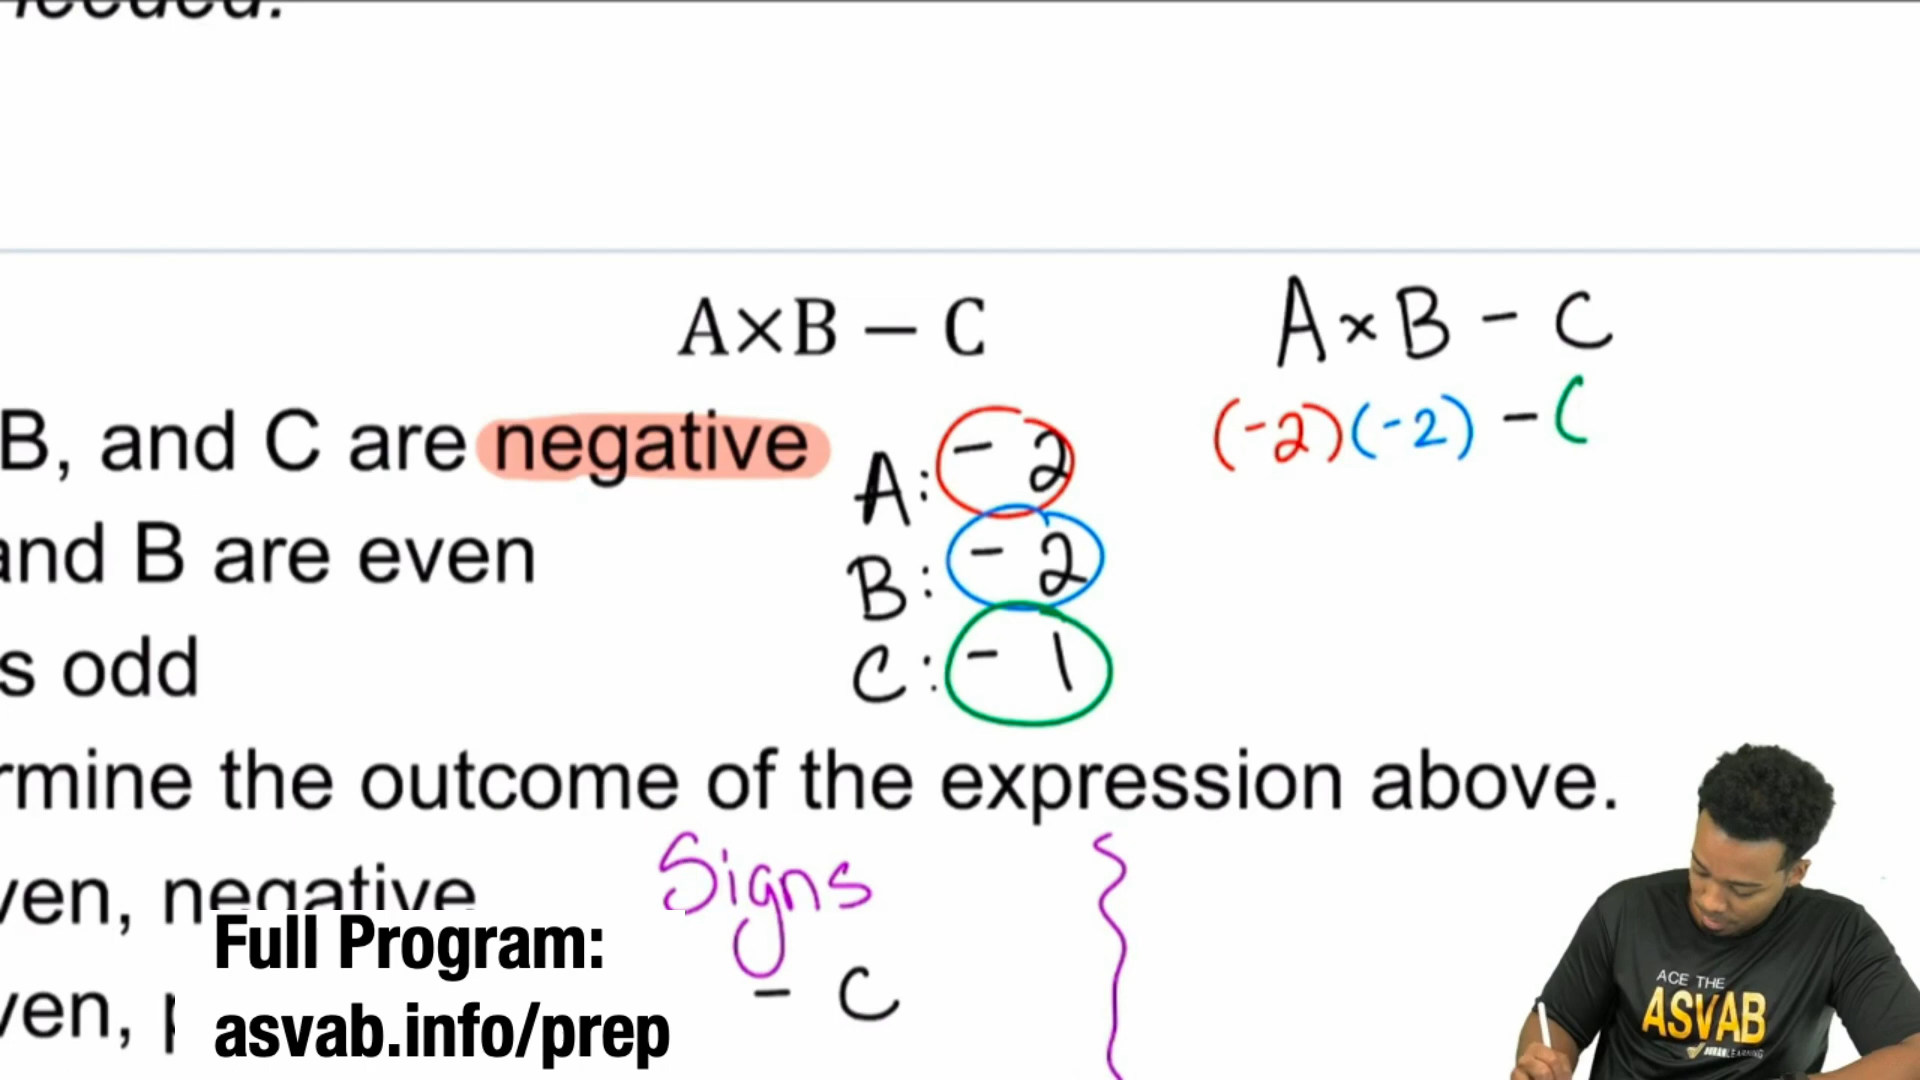 A×B – C
A × B - C
B, and C are negative
A: - 2
(-2)(-2) - C
and B are even
B: - 2
s odd
C: - 1
rmine the outcome of the expression above.
ven, negative
Signs
- C
ven, p
Full Program:
asvab.info/prep
ACE THE
ASVAB